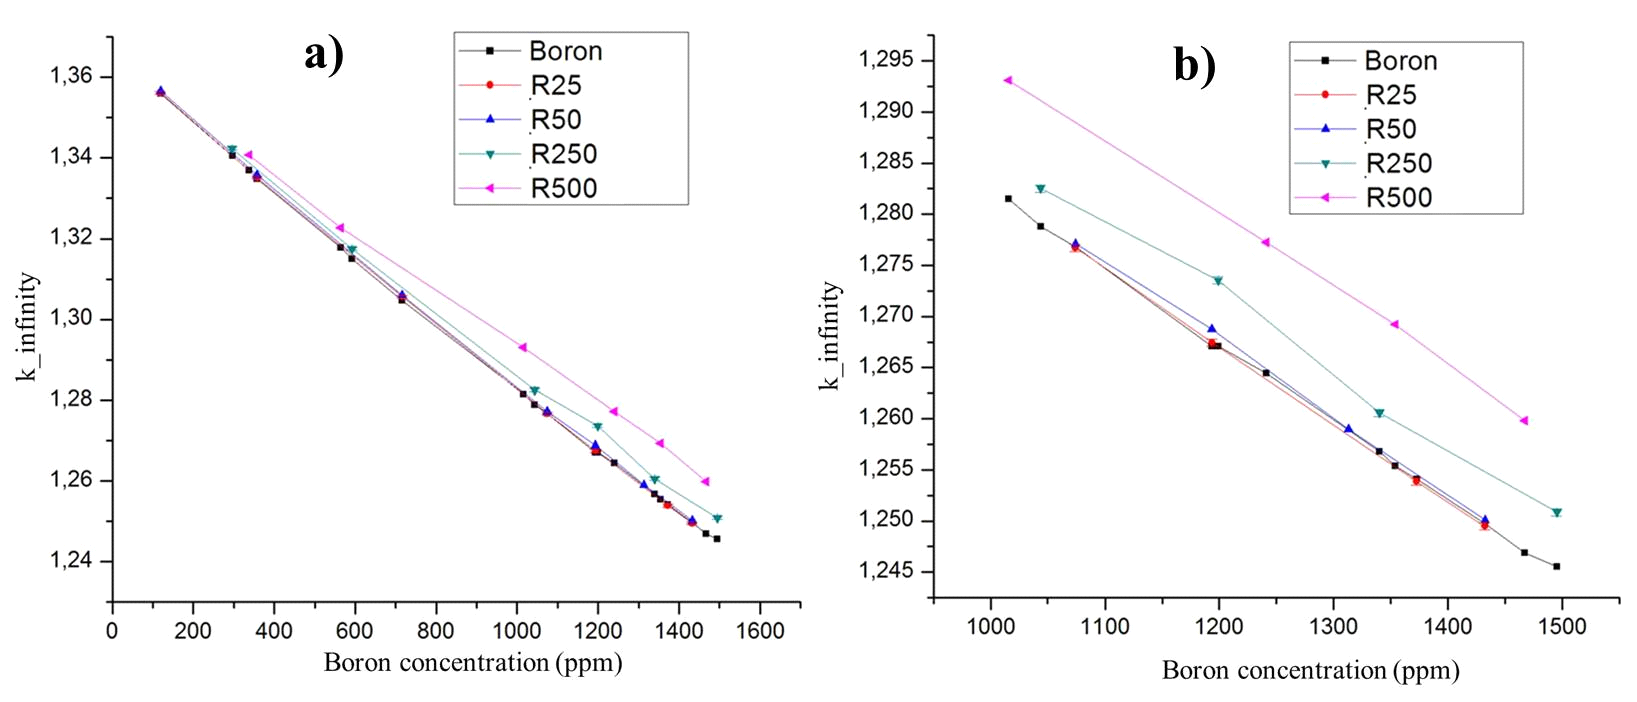 a)
Boron
R25
R50
R250
R500
1,36
1,34
1,32
1,30
1,28
1,26
1,24
k_infinity
0 200 400 600 800 1000 1200 1400 1600
Boron concentration (ppm)
b)
Boron
R25
R50
R250
R500
1,295
1,290
1,285
1,280
1,275
1,270
1,265
1,260
1,255
1,250
1,245
k_infinity
1000 1100 1200 1300 1400 1500
Boron concentration (ppm)